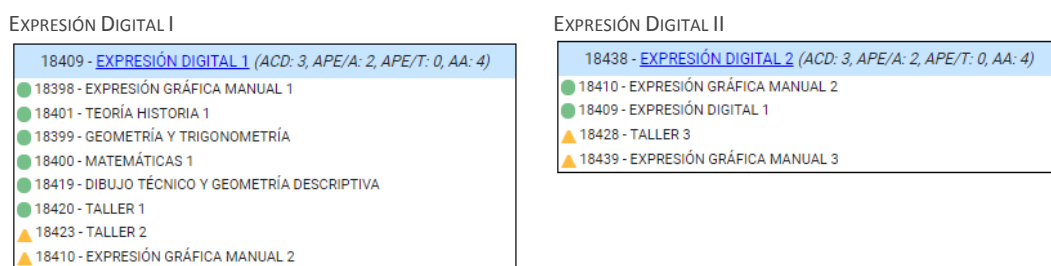 EXPRESIÓN DIGITAL I
18409 - EXPRESIÓN DIGITAL 1 (ACD: 3, APE/A: 2, APE/T: 0, AA: 4)
18398 - EXPRESIÓN GRÁFICA MANUAL 1
18401 - TEORÍA HISTORIA 1
18399 - GEOMETRÍA Y TRIGONOMETRÍA
18400 - MATEMÁTICAS 1
18419 - DIBUJO TÉCNICO Y GEOMETRÍA DESCRIPTIVA
18420 - TALLER 1
18423 - TALLER 2
18410 - EXPRESIÓN GRÁFICA MANUAL 2
EXPRESIÓN DIGITAL II
18438 - EXPRESIÓN DIGITAL 2 (ACD: 3, APE/A: 2, APE/T: 0, AA: 4)
18410 - EXPRESIÓN GRÁFICA MANUAL 2
18409 - EXPRESIÓN DIGITAL 1
18428 - TALLER 3
18439 - EXPRESIÓN GRÁFICA MANUAL 3